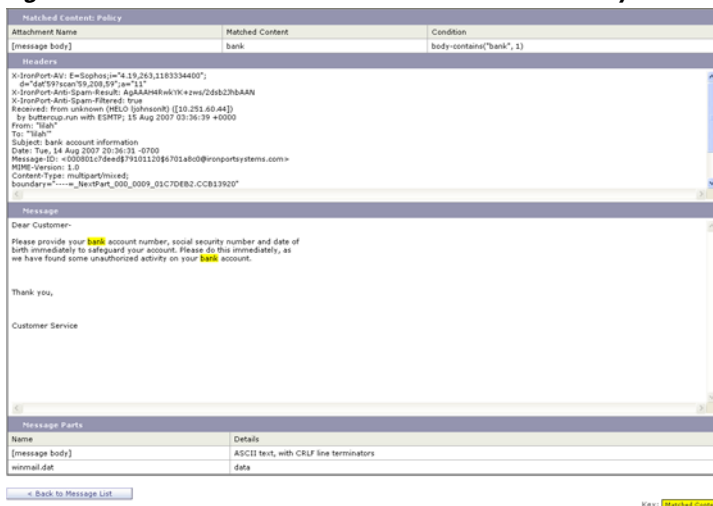 Matched Content: Policy
Attachment Name Matched Content Condition
[message body] bank body-contains("bank", 1)
Headers
X-IronPort-AV: E=Sophos;i="4.19,263,1183334400";
d="dat'59?scan'59,208,59";a="11"
X-IronPort-Anti-Spam-Result: AgAAAH4RwkYK+zws/2dsb2JhbAAN
X-IronPort-Anti-Spam-Filtered: true
Received: from unknown (HELO ljohnsonlt) ([10.251.60.44])
by buttercup.run with ESMTP; 15 Aug 2007 03:36:39 +0000
From: "lilah"
To: "'lilah'"
Subject: bank account information
Date: Tue, 14 Aug 2007 20:36:31 -0700
Message-ID: <000801c7deed$79101120$6701a8c0@ironportsystems.com>
MIME-Version: 1.0
Content-Type: multipart/mixed;
boundary="----=_NextPart_000_0009_01C7DEB2.CCB13920"
Message
Dear Customer-
Please provide your bank account number, social security number and date of
birth immediately to safeguard your account. Please do this immediately, as
we have found some unauthorized activity on your bank account.
Thank you,
Customer Service
Message Parts
Name Details
[message body] ASCII text, with CRLF line terminators
winmail.dat data
< Back to Message List
Key: Matched Conte